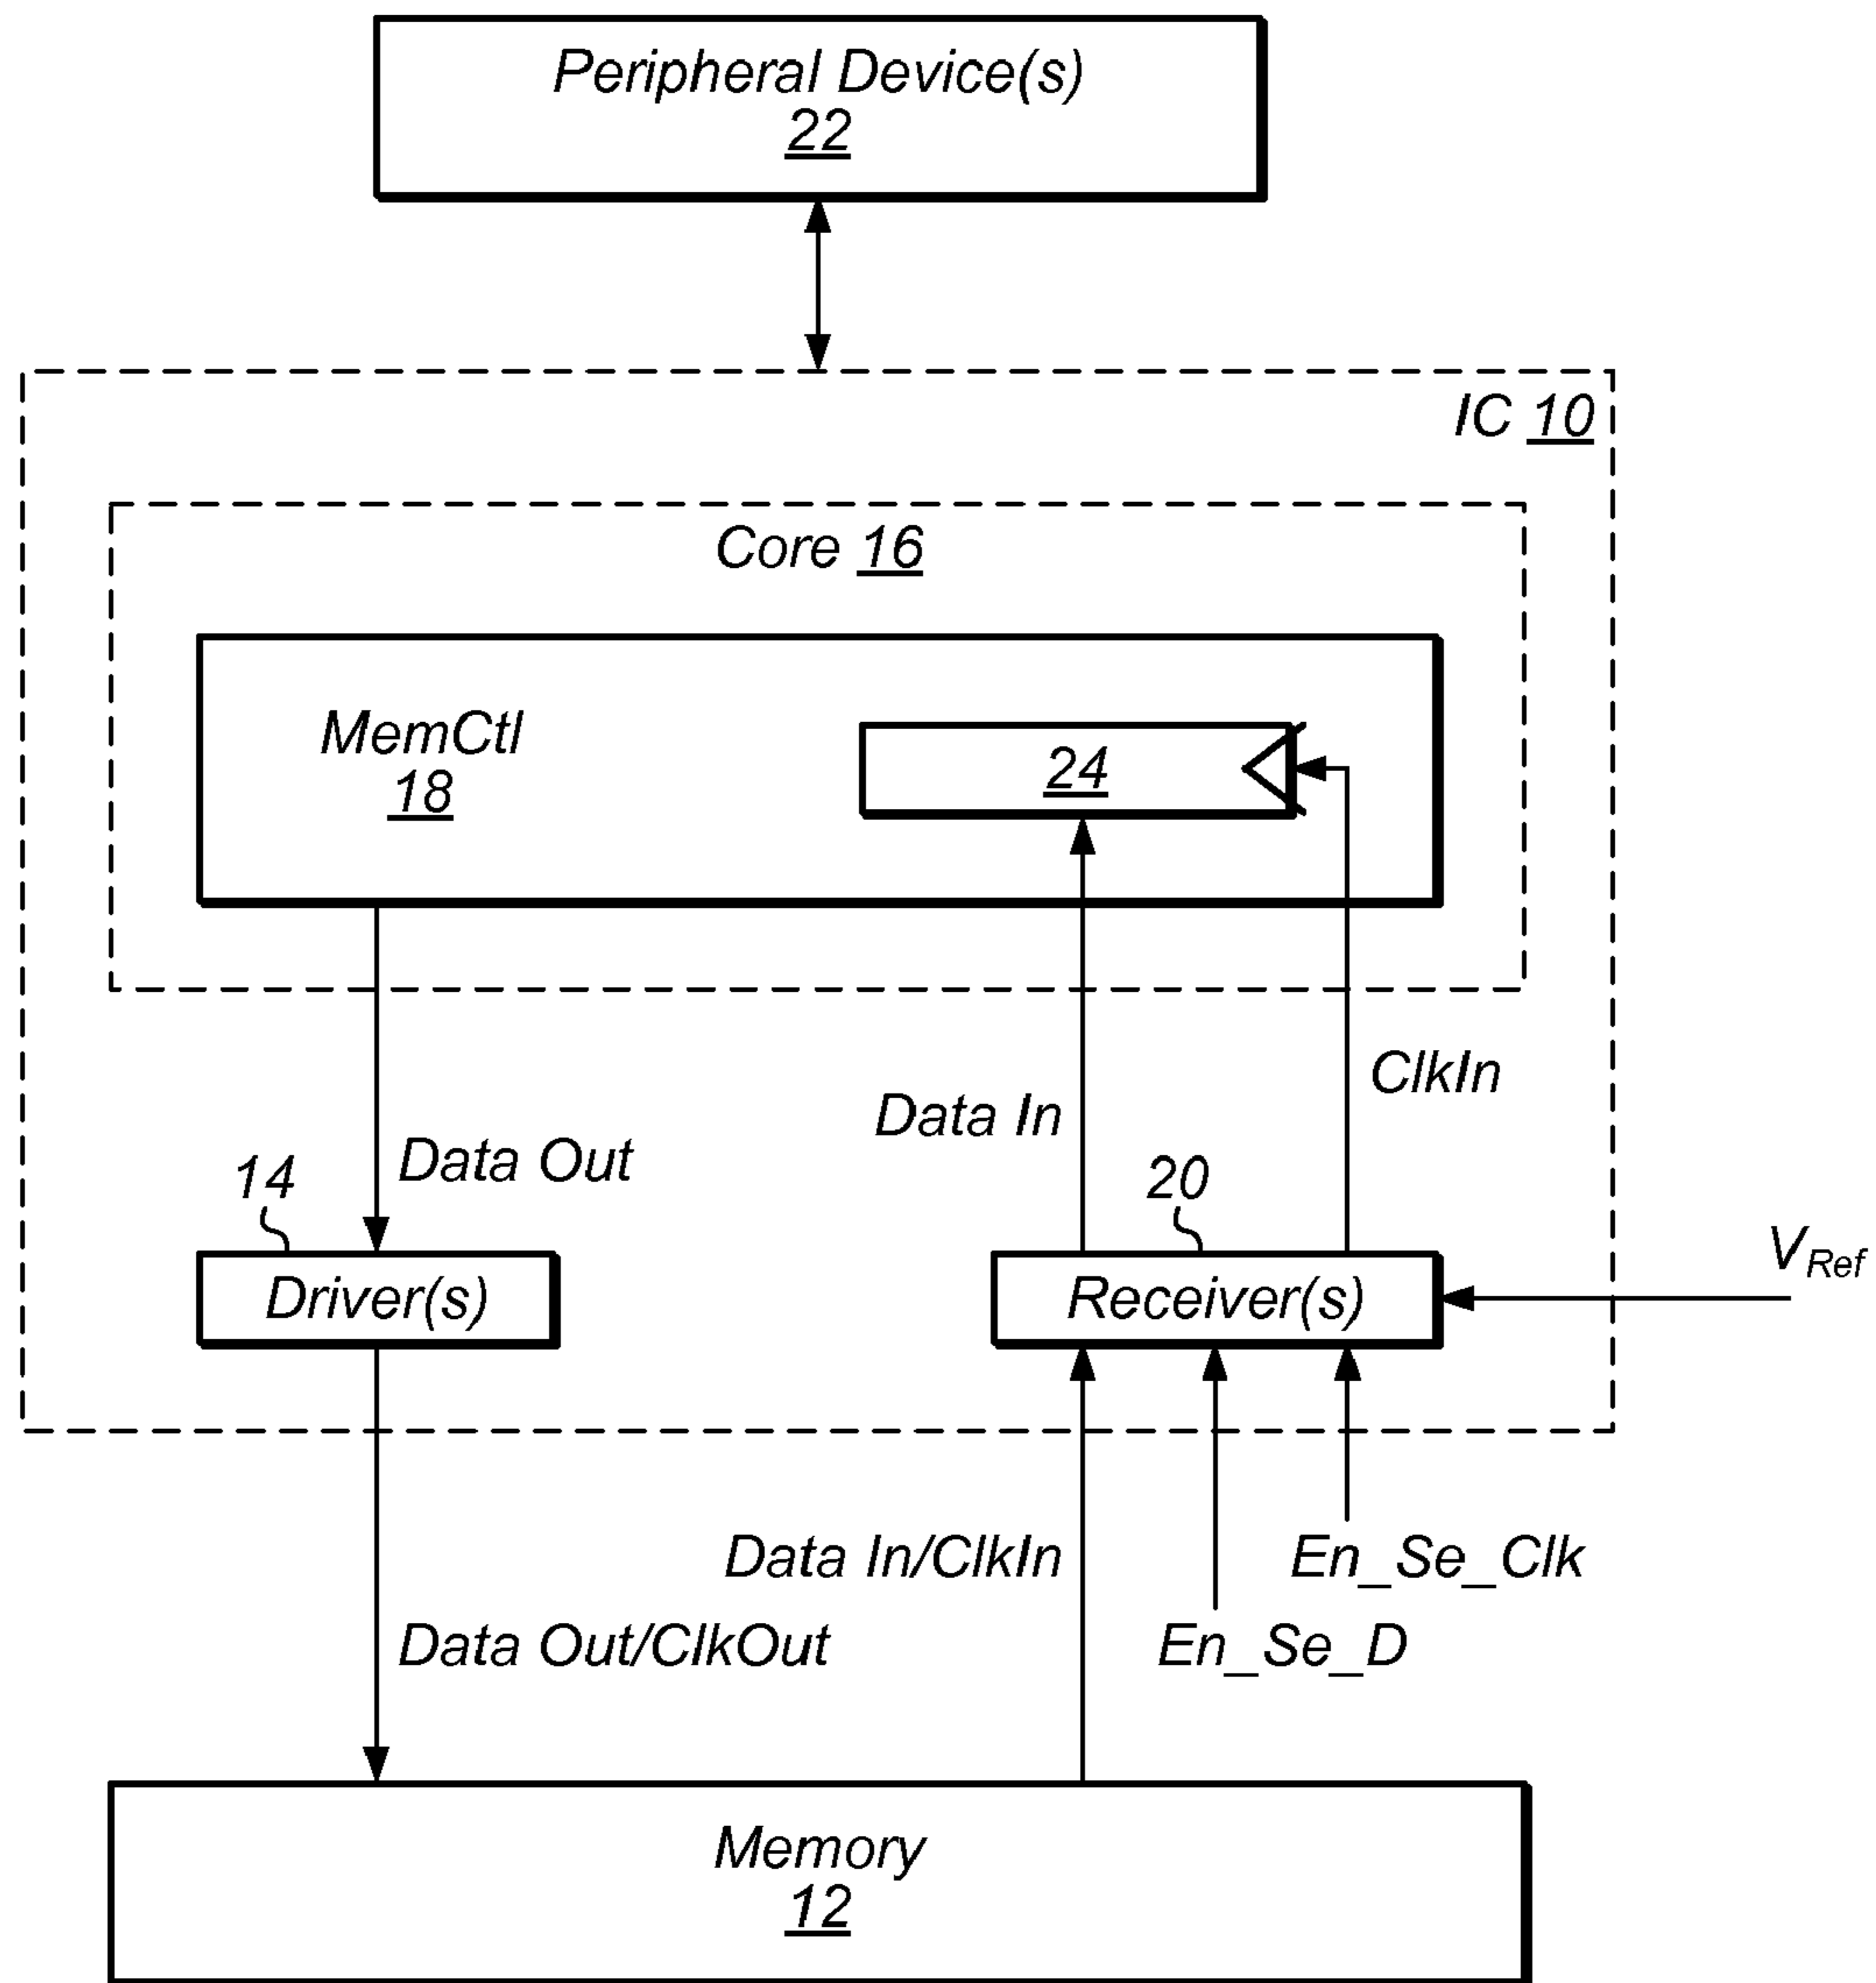 Peripheral Device(s)
22
IC 10
Core 16
MemCtl
18
24
ClkIn
Data In
Data Out
14
20
VRef
Driver(s)
Receiver(s)
Data In/ClkIn
En_Se_Clk
Data Out/ClkOut
En_Se_D
Memory
12